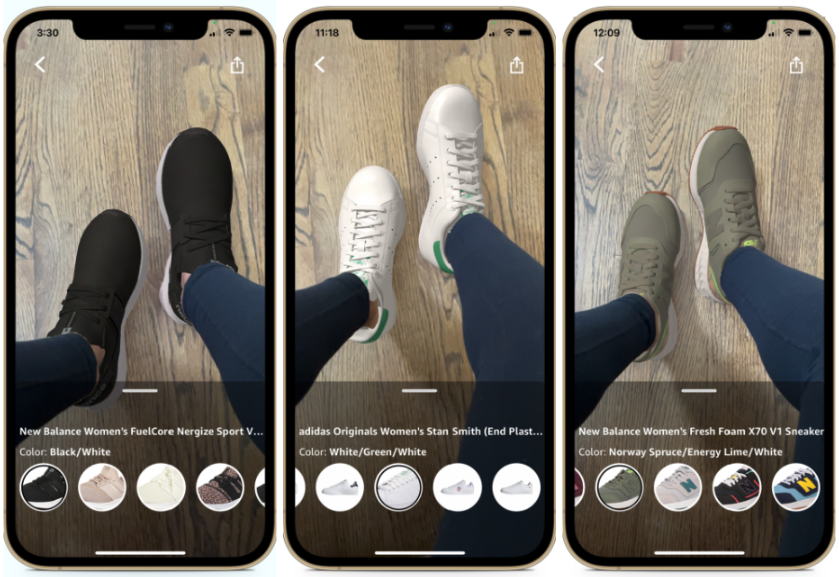 3:30
New Balance Women's FuelCore Nergize Sport V...
Color: Black/White
11:18
adidas Originals Women's Stan Smith (End Plast...
Color: White/Green/White
12:09
New Balance Women's Fresh Foam X70 V1 Sneaker
Color: Norway Spruce/Energy Lime/White